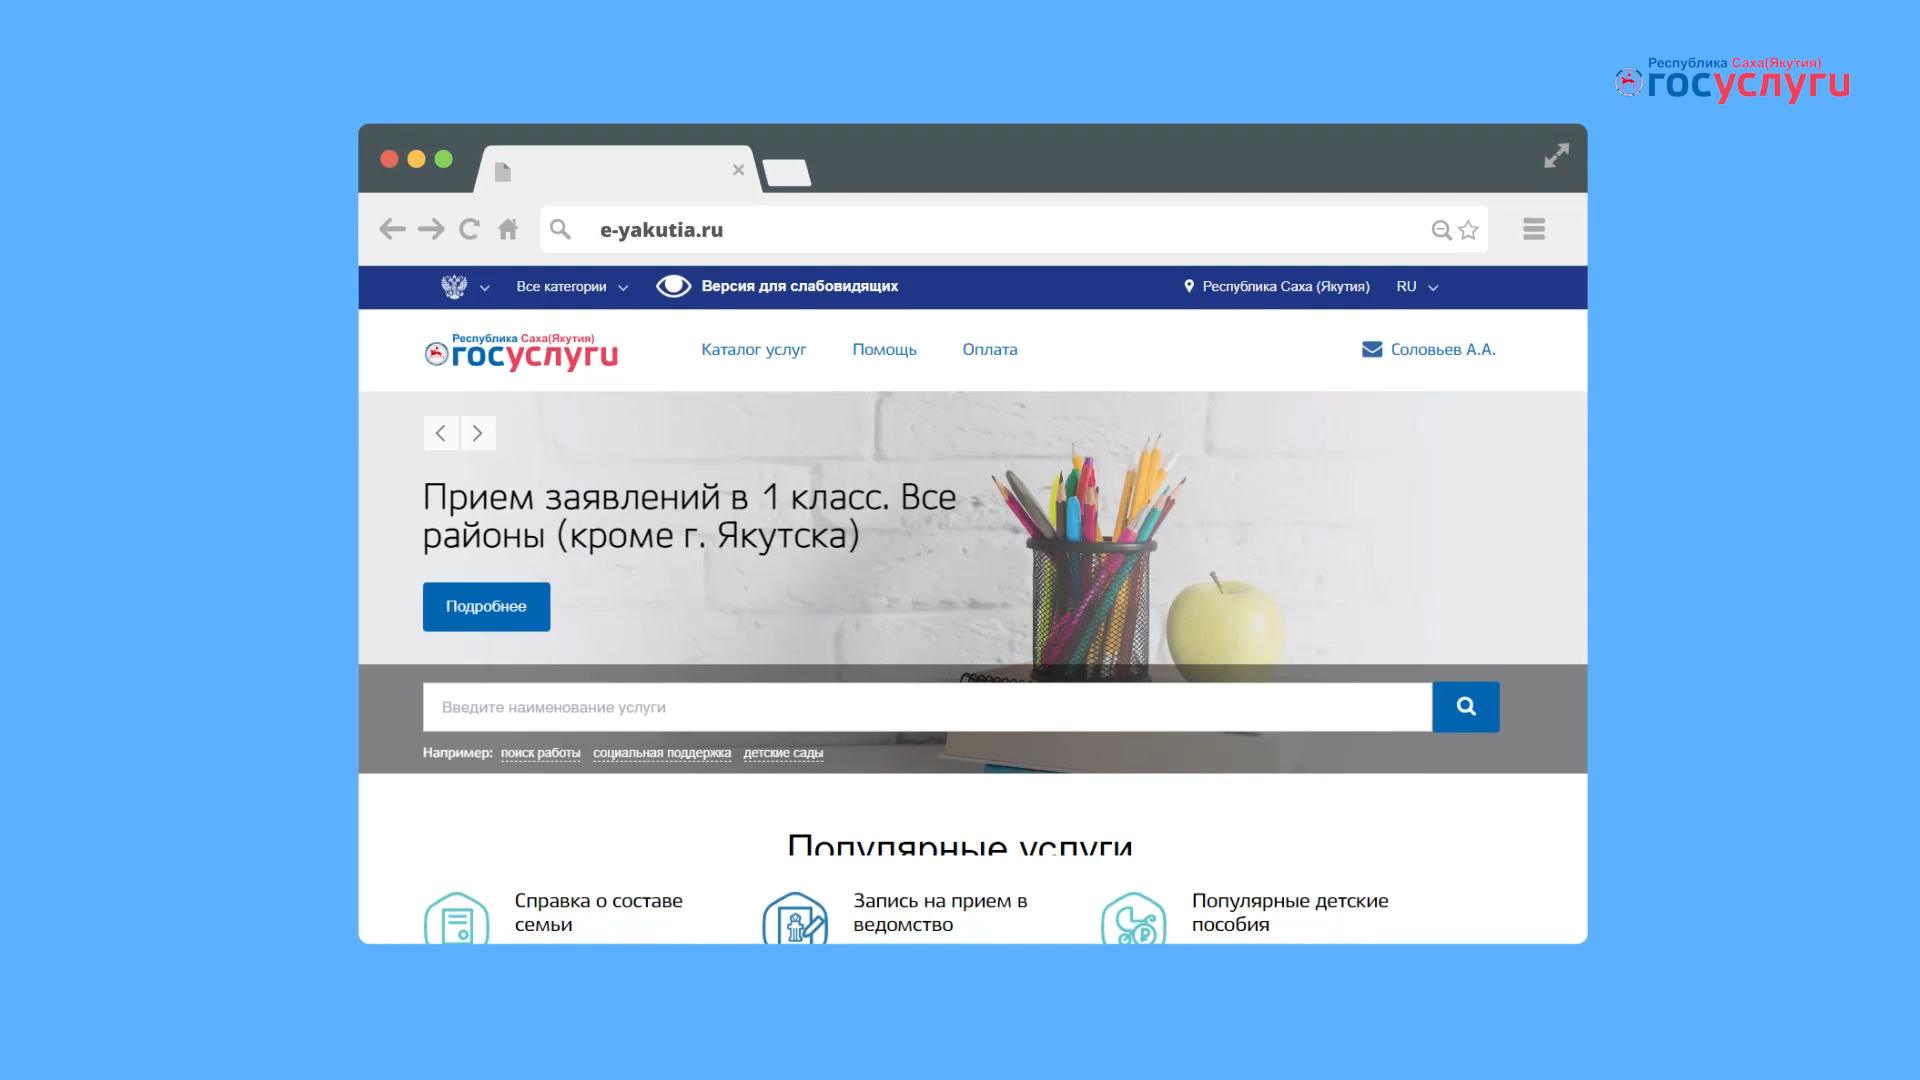 Республика Саха(Якутия)
госуслуги
e-yakutia.ru
Все категории
Версия для слабовидящих
Республика Саха (Якутия)
RU
Республика Саха(Якутия)
госуслуги
Каталог услуг
Помощь
Оплата
Соловьев А.А.
Прием заявлений в 1 класс. Все
районы (кроме г. Якутска)
Подробнее
Введите наименование услуги
Например: поиск работы социальная поддержка детские сады
Популярные услуги
Справка о составе
семьи
Запись на прием в
ведомство
Популярные детские
пособия